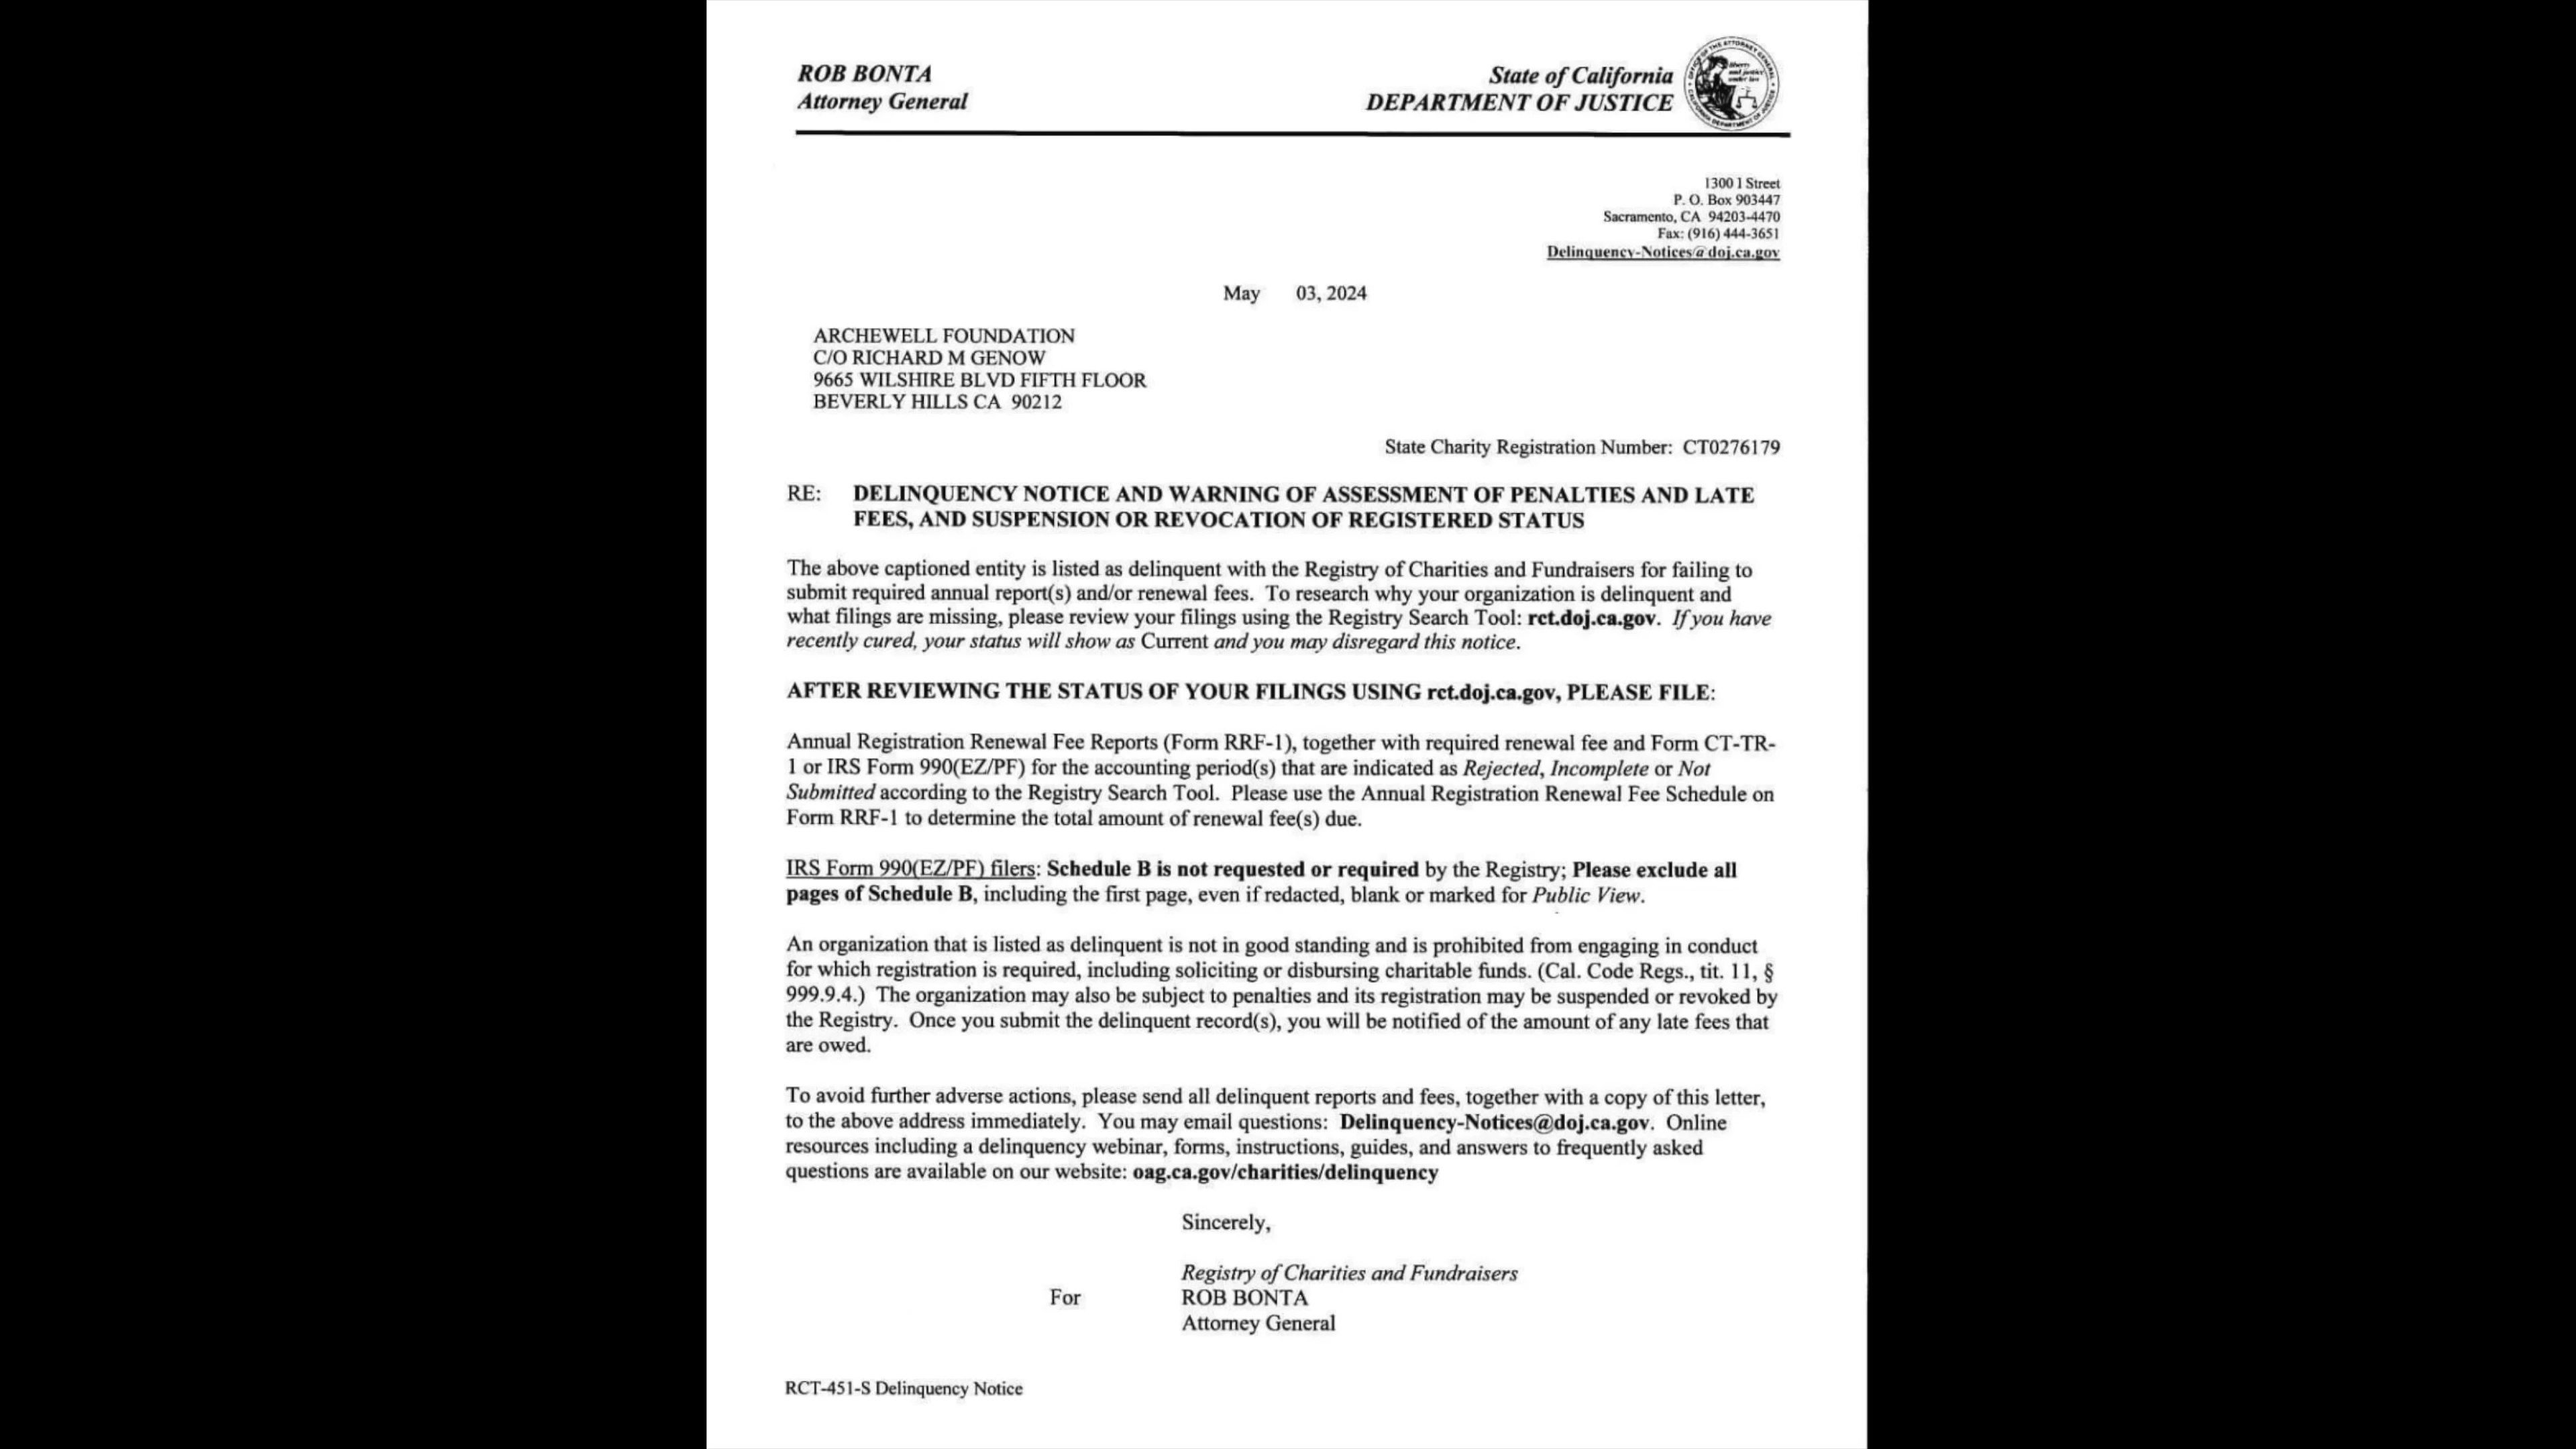 ROB BONTA
Attorney General
State of California
DEPARTMENT OF JUSTICE
1300 I Street
P. O. Box 903447
Sacramento, CA 94203-4470
Fax: (916) 444-3651
Delinquency-Notices@doj.ca.gov
May 03, 2024
ARCHEWELL FOUNDATION
C/O RICHARD M GENOW
9665 WILSHIRE BLVD FIFTH FLOOR
BEVERLY HILLS CA 90212
State Charity Registration Number: CT0276179
RE: DELINQUENCY NOTICE AND WARNING OF ASSESSMENT OF PENALTIES AND LATE
FEES, AND SUSPENSION OR REVOCATION OF REGISTERED STATUS
The above captioned entity is listed as delinquent with the Registry of Charities and Fundraisers for failing to
submit required annual report(s) and/or renewal fees. To research why your organization is delinquent and
what filings are missing, please review your filings using the Registry Search Tool: rct.doj.ca.gov. If you have
recently cured, your status will show as Current and you may disregard this notice.
AFTER REVIEWING THE STATUS OF YOUR FILINGS USING rct.doj.ca.gov, PLEASE FILE:
Annual Registration Renewal Fee Reports (Form RRF-1), together with required renewal fee and Form CT-TR-
1 or IRS Form 990(EZ/PF) for the accounting period(s) that are indicated as Rejected, Incomplete or Not
Submitted according to the Registry Search Tool. Please use the Annual Registration Renewal Fee Schedule on
Form RRF-1 to determine the total amount of renewal fee(s) due.
IRS Form 990(EZ/PF) filers: Schedule B is not requested or required by the Registry; Please exclude all
pages of Schedule B, including the first page, even if redacted, blank or marked for Public View.
An organization that is listed as delinquent is not in good standing and is prohibited from engaging in conduct
for which registration is required, including soliciting or disbursing charitable funds. (Cal. Code Regs., tit. 11, §
999.9.4.) The organization may also be subject to penalties and its registration may be suspended or revoked by
the Registry. Once you submit the delinquent record(s), you will be notified of the amount of any late fees that
are owed.
To avoid further adverse actions, please send all delinquent reports and fees, together with a copy of this letter,
to the above address immediately. You may email questions: Delinquency-Notices@doj.ca.gov. Online
resources including a delinquency webinar, forms, instructions, guides, and answers to frequently asked
questions are available on our website: oag.ca.gov/charities/delinquency
Sincerely,
Registry of Charities and Fundraisers
For ROB BONTA
Attorney General
RCT-451-S Delinquency Notice